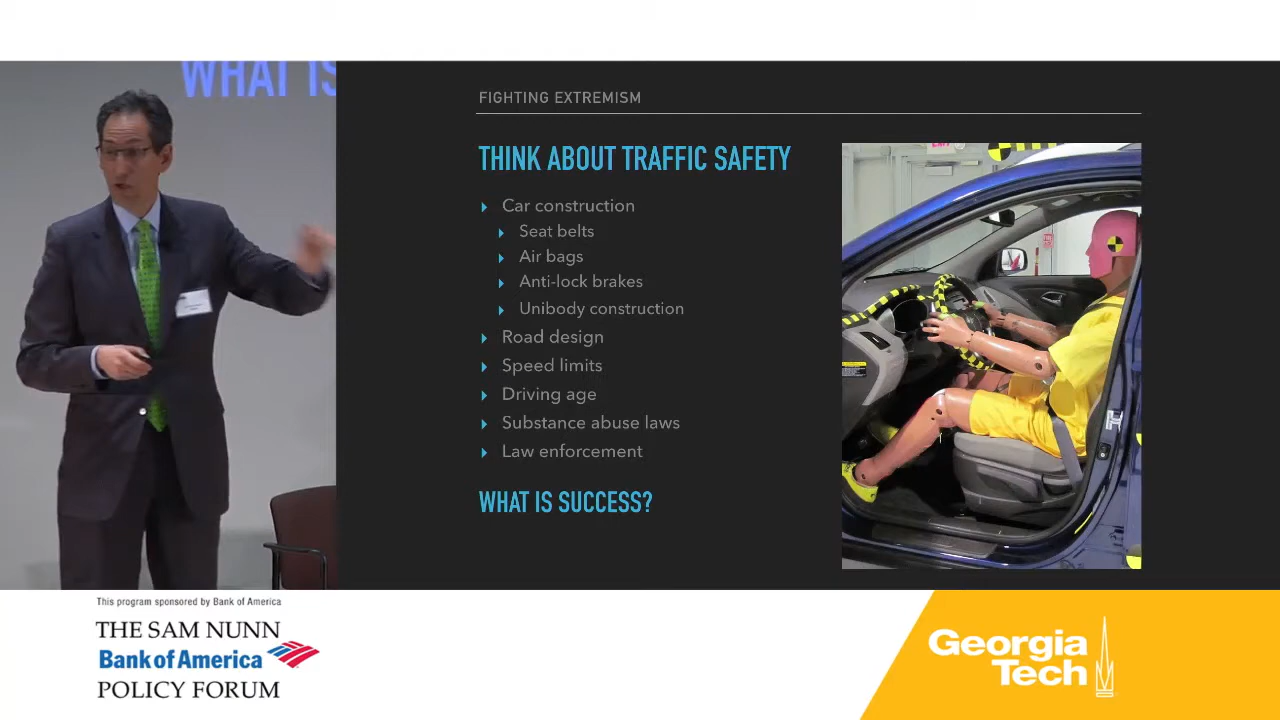 WHAT IS
FIGHTING EXTREMISM
THINK ABOUT TRAFFIC SAFETY
Car construction
Seat belts
Air bags
Anti-lock brakes
Unibody construction
Road design
Speed limits
Driving age
Substance abuse laws
Law enforcement
WHAT IS SUCCESS?
EXIT
This program sponsored by Bank of America
THE SAM NUNN
Bank of America
POLICY FORUM
Georgia
Tech